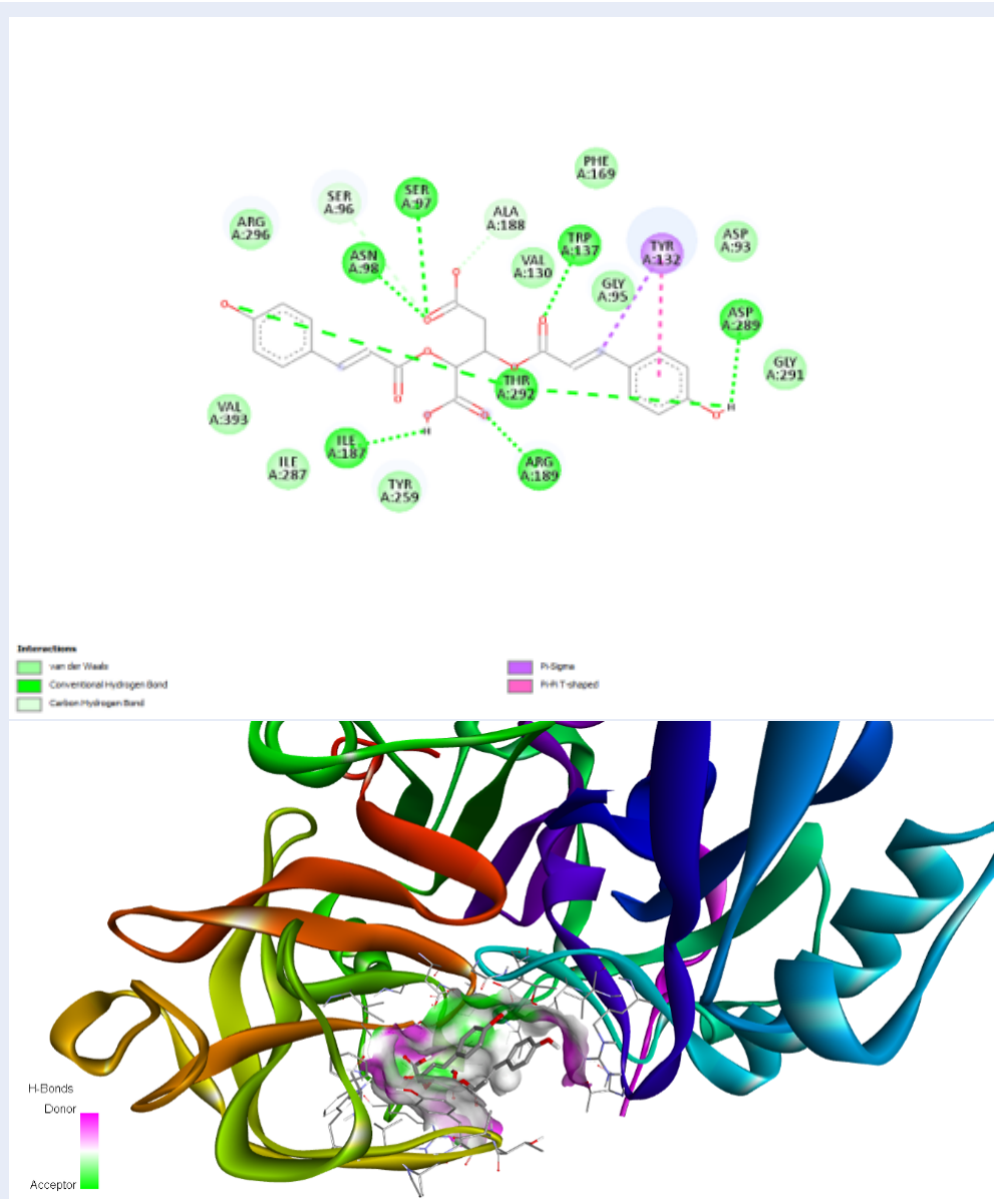 PHE
A:169
SER
A:96
SER
A:97
ALA
A:188
ARG
A:296
TRP
A:137
TYR
A:132
ASP
A:93
ASN
A:98
VAL
A:130
GLY
A:95
ASP
A:289
GLY
A:291
THR
A:292
VAL
A:393
ILE
A:187
ILE
A:287
TYR
A:259
ARG
A:189
O
O
O
O
O
O
O
O
O
O
H
H
Interactions
van der Waals
Conventional Hydrogen Bond
Carbon Hydrogen Bond
Pi-Sigma
Pi-Pi T-shaped
H-Bonds
Donor
Acceptor